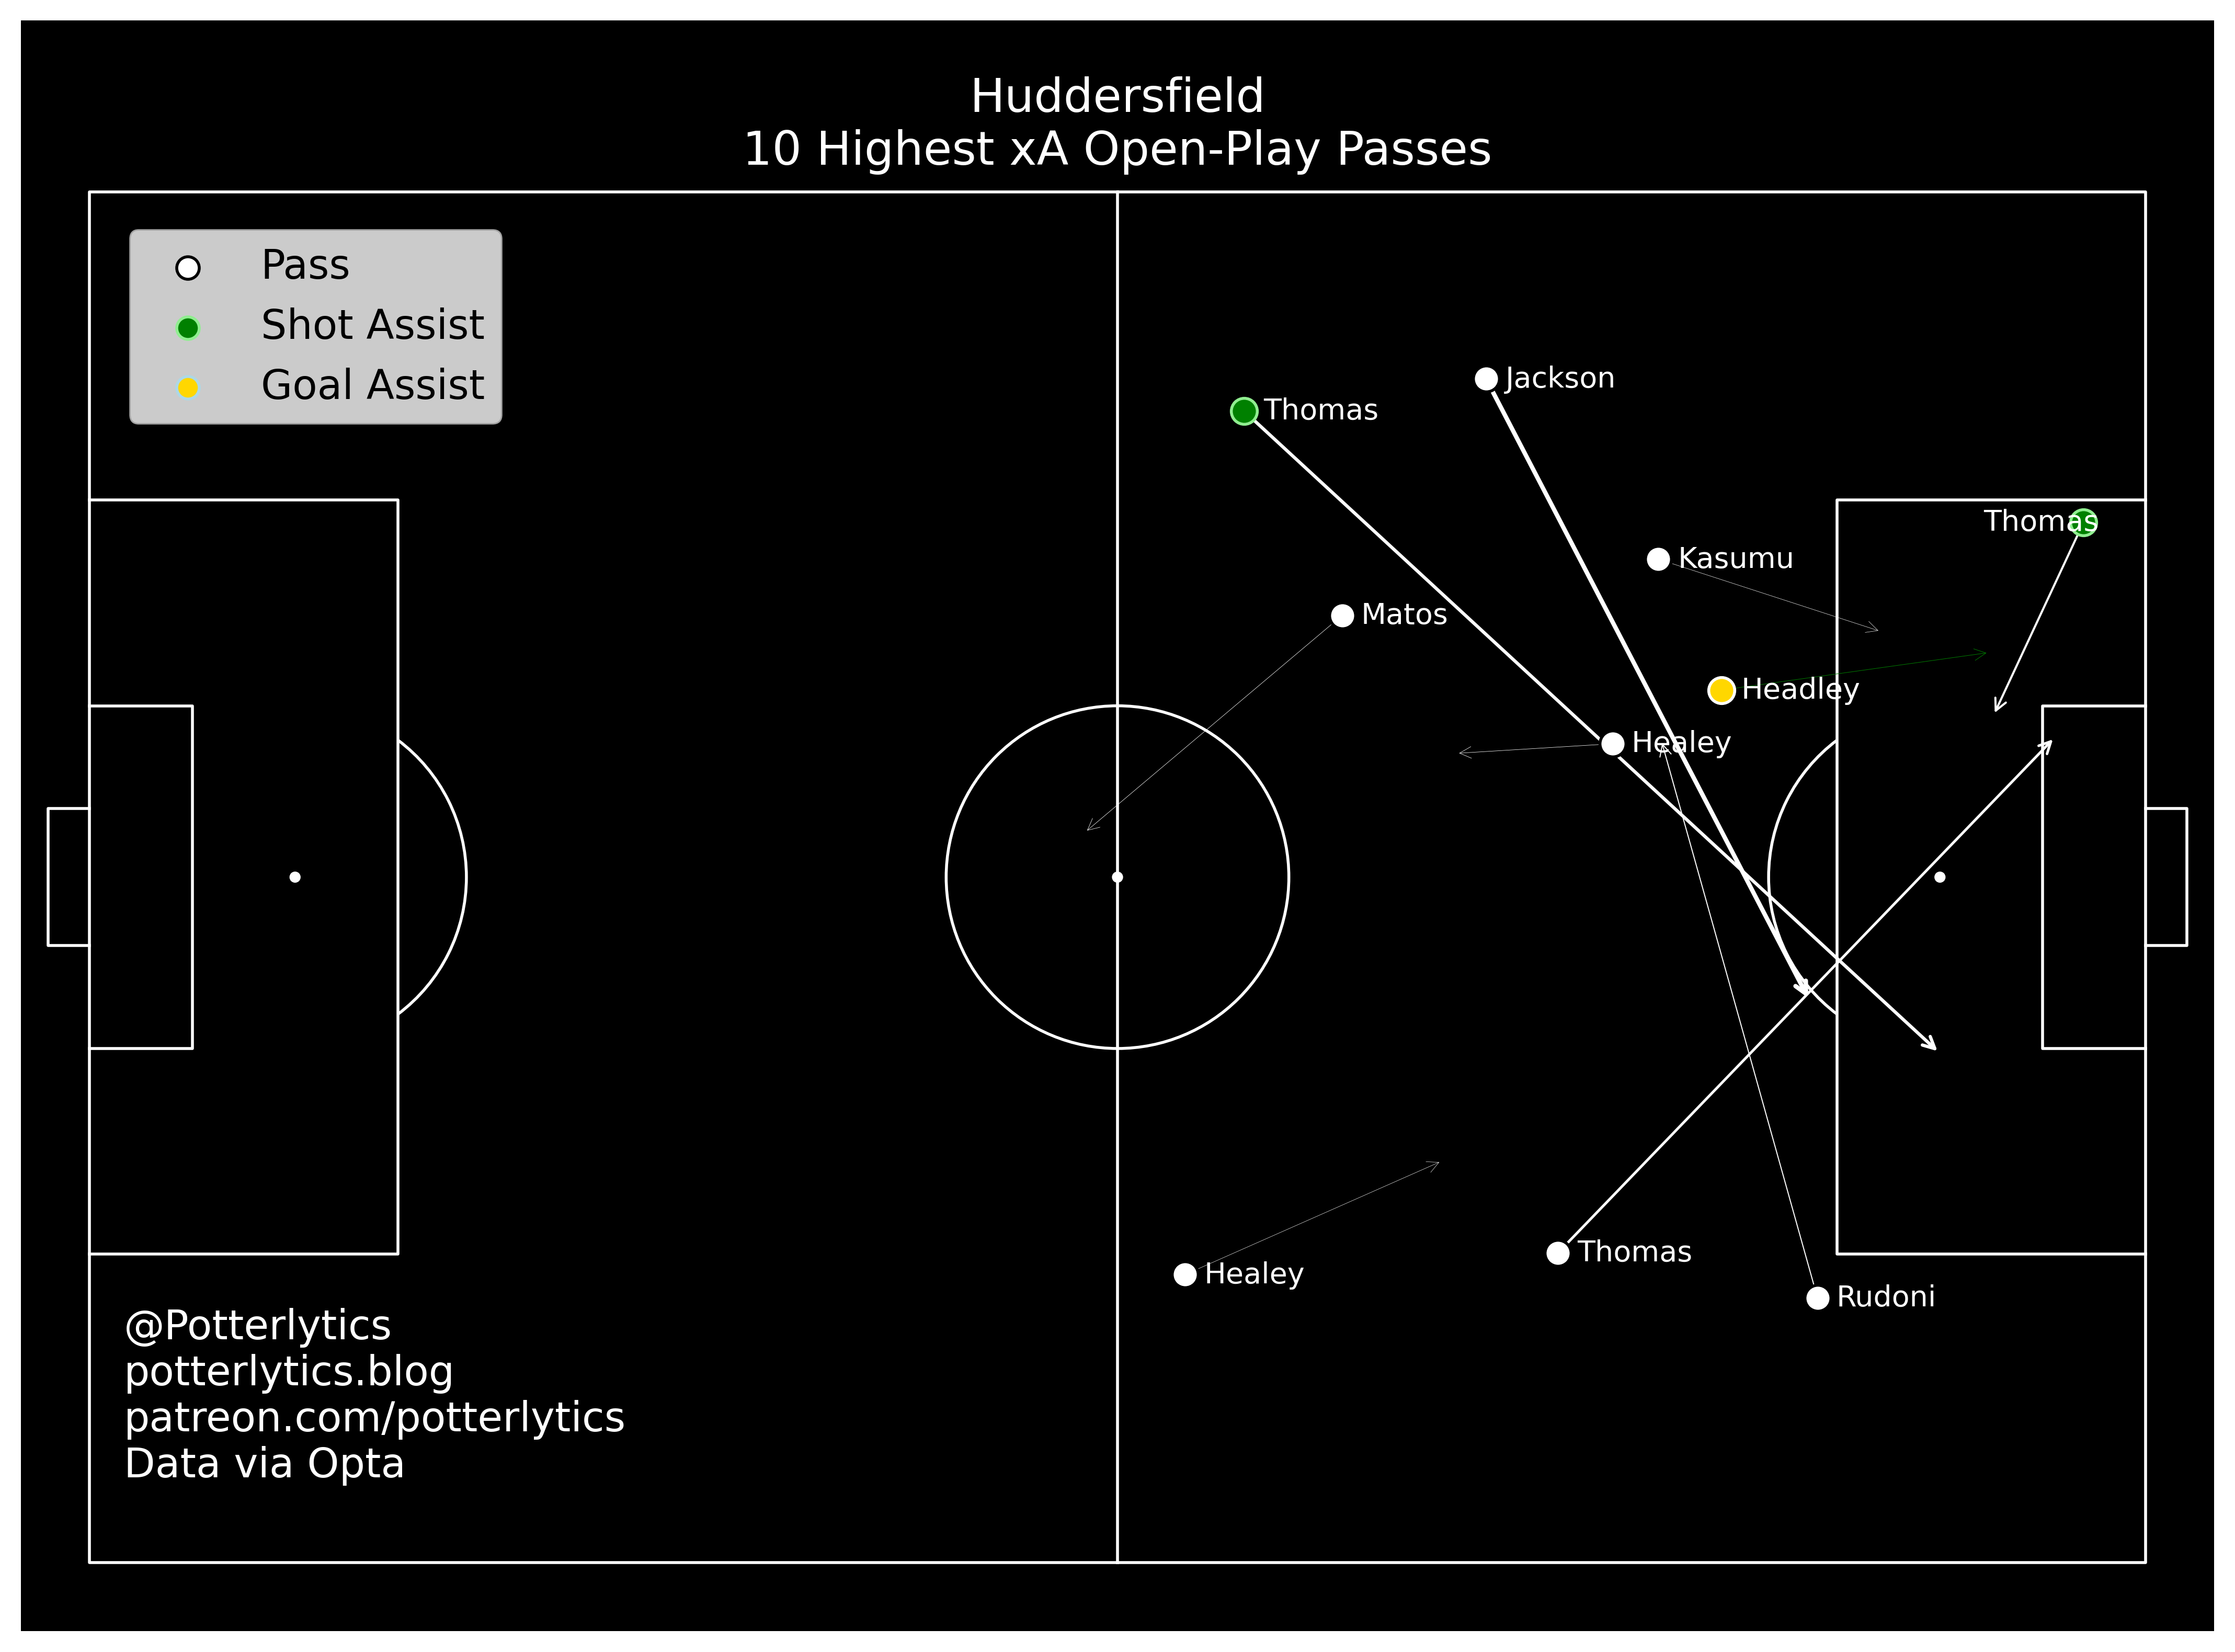 Huddersfield
10 Highest xA Open-Play Passes
Pass
Shot Assist
Goal Assist
Jackson
Thomas
Thomas
Kasumu
Matos
Headley
Healey
Thomas
Healey
Rudoni
@Potterlytics
potterlytics.blog
patreon.com/potterlytics
Data via Opta